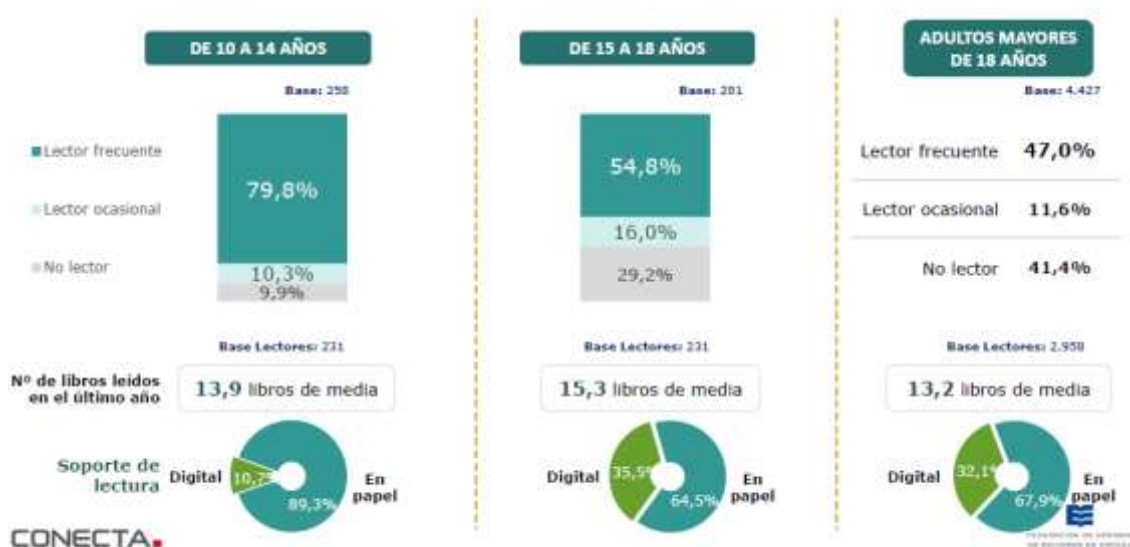 DE 10 A 14 AÑOS
Base: 298
Lector frecuente
Lector ocasional
No lector
79,8%
10,3%
9,9%
DE 15 A 18 AÑOS
Base: 281
54,8%
16,0%
29,2%
ADULTOS MAYORES
DE 18 AÑOS
Base: 4.427
Lector frecuente 47,0%
Lector ocasional 11,6%
No lector 41,4%
Nº de libros leídos
en el último año
Base Lectores: 231
13,9 libros de media
Base Lectores: 231
15,3 libros de media
Base Lectores: 2.958
13,2 libros de media
Soporte de
lectura
Digital
10,7%
89,3%
En
papel
Digital
35,5%
64,5%
En
papel
Digital
32,1%
67,9%
En
papel
CONECTA